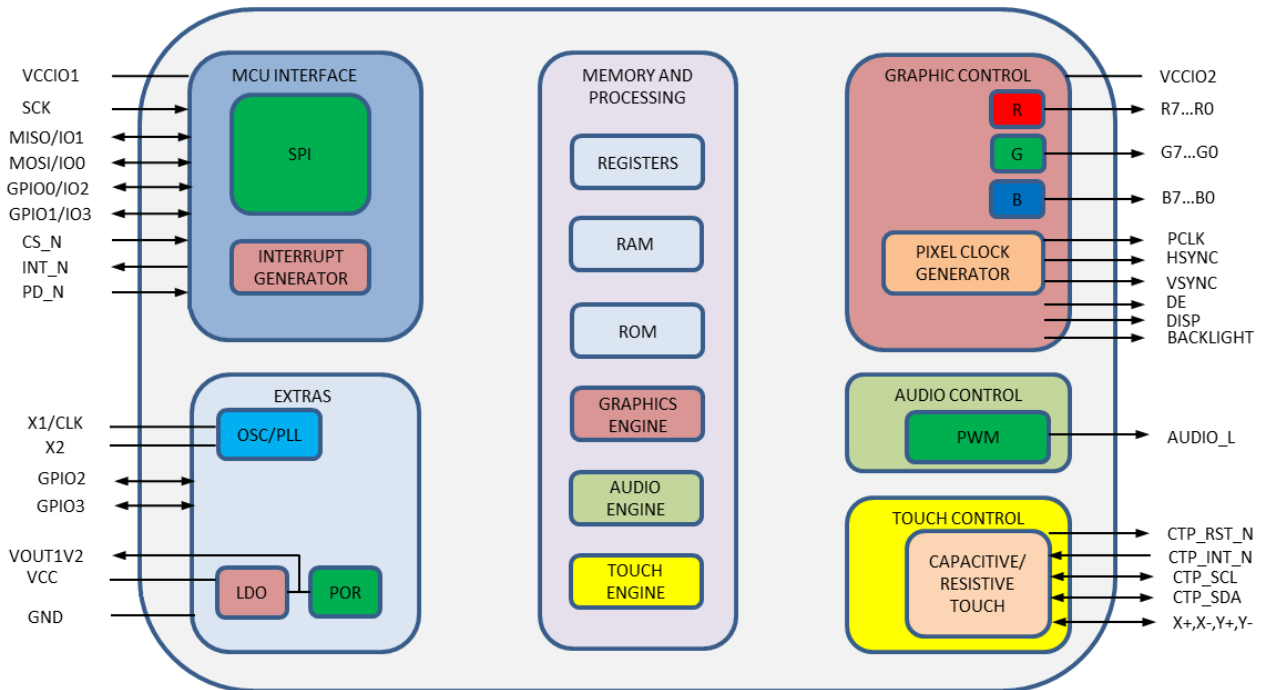 VCCIO1
SCK
MISO/IO1
MOSI/IO0
GPIO0/IO2
GPIO1/IO3
CS_N
INT_N
PD_N
MCU INTERFACE
SPI
INTERRUPT
GENERATOR
X1/CLK
X2
GPIO2
GPIO3
VOUT1V2
VCC
GND
EXTRAS
OSC/PLL
LDO
POR
MEMORY AND
PROCESSING
REGISTERS
RAM
ROM
GRAPHICS
ENGINE
AUDIO
ENGINE
TOUCH
ENGINE
GRAPHIC CONTROL
R
G
B
PIXEL CLOCK
GENERATOR
VCCIO2
R7...R0
G7...G0
B7...B0
PCLK
HSYNC
VSYNC
DE
DISP
BACKLIGHT
AUDIO CONTROL
PWM
AUDIO_L
TOUCH CONTROL
CAPACITIVE/
RESISTIVE
TOUCH
CTP_RST_N
CTP_INT_N
CTP_SCL
CTP_SDA
X+,X-,Y+,Y-